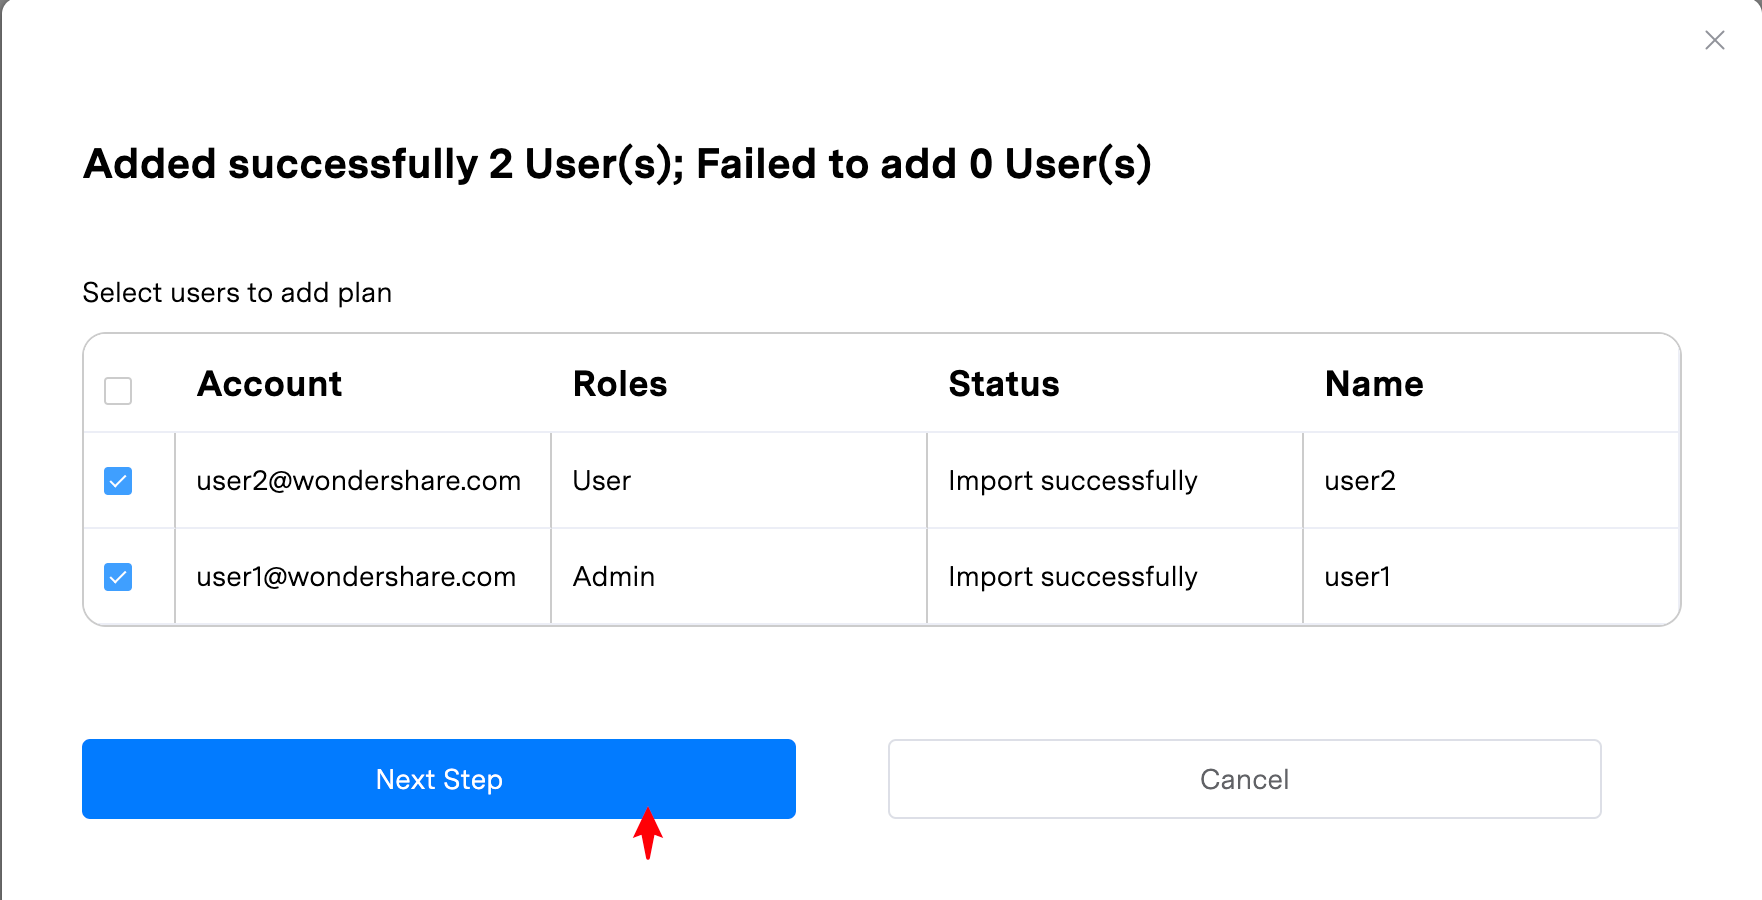 Added successfully 2 User(s); Failed to add 0 User(s)
Select users to add plan
Account Roles Status Name
user2@wondershare.com User Import successfully user2
user1@wondershare.com Admin Import successfully user1
Next Step Cancel